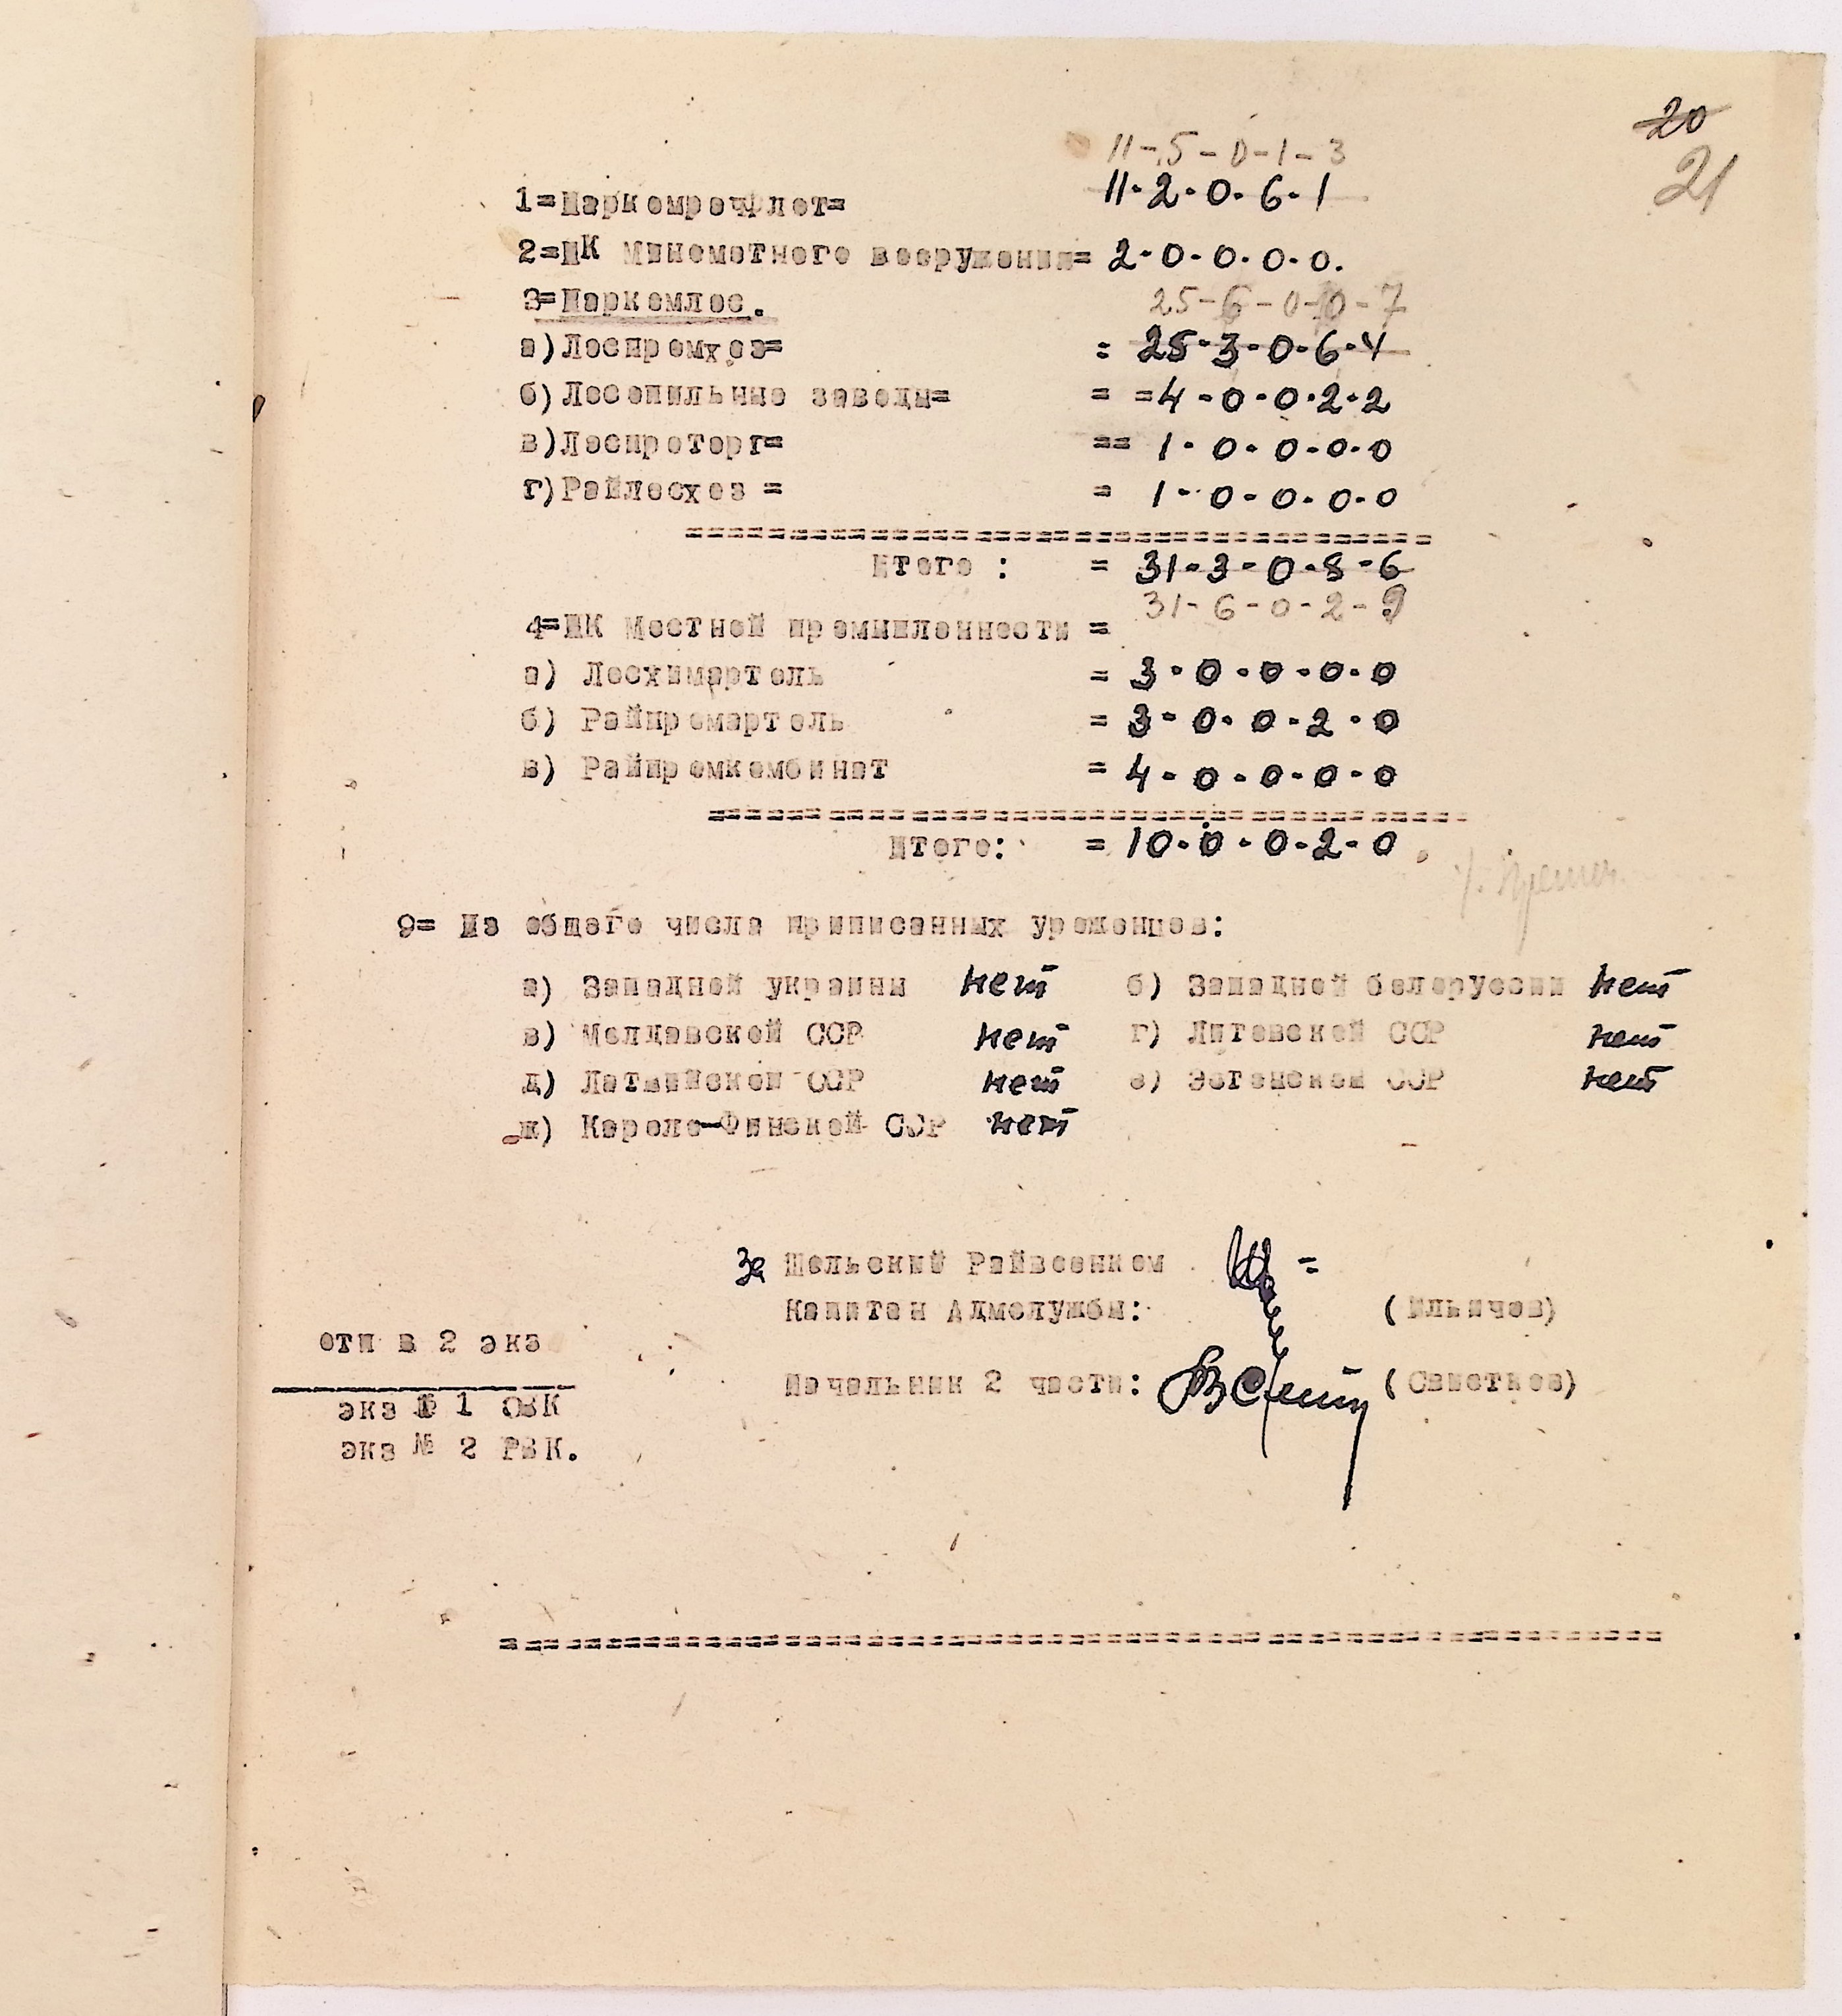 20
21
11-5-0-1-3
1=Наркомречфлот= 11-2-0-6-1
2=НК Минометного вооружения= 2-0-0-0-0.
3=Наркомлес. 25-6-0-0-7
а)Леспромхоз= = 25-3-0-6-4
б)Лесопильные заводы= = =4-0-0-2-2
в)Леспроторг= == 1-0-0-0-0
г)Райлесхоз = = 1-0-0-0-0
Итого : = 31-3-0-8-6
31-6-0-2-9
4=НК Местной промышленности =
а) Лесхимартель = 3-0-0-0-0
б) Райпромартель = 3-0-0-2-0
в) Райпромкомбинат = 4-0-0-0-0
Итого: = 10-0-0-2-0
9= Из общего числа приписанных уроженцев:
а) Западной украины нет б) Западной белоруссии нет
в) Молдавской ССР нет г) Литовской ССР нет
д) Латвийской ССР нет е) Эстонской ССР нет
ж) Карело-Финской ССР нет
За Шольский Райвоенком =
Капитан Адмслужбы: (Ильичев)
отп в 2 экз
Начальник 2 части: (Светков)
экз № 1 ОВК
экз № 2 РВК.